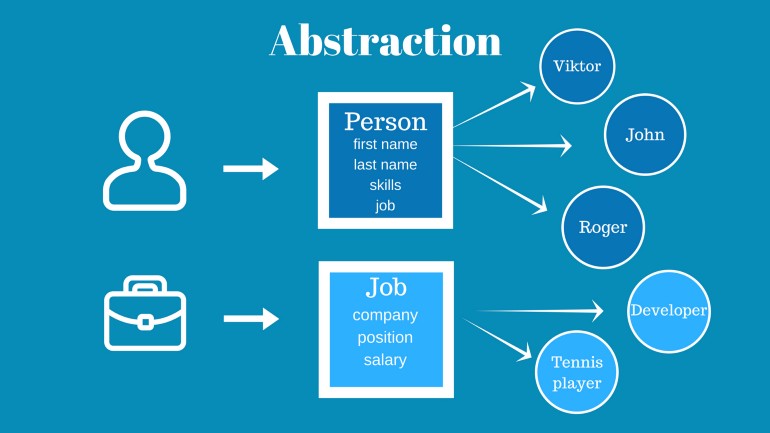 Abstraction
Person
first name
last name
skills
job
Viktor
John
Roger
Job
company
position
salary
Developer
Tennis
player